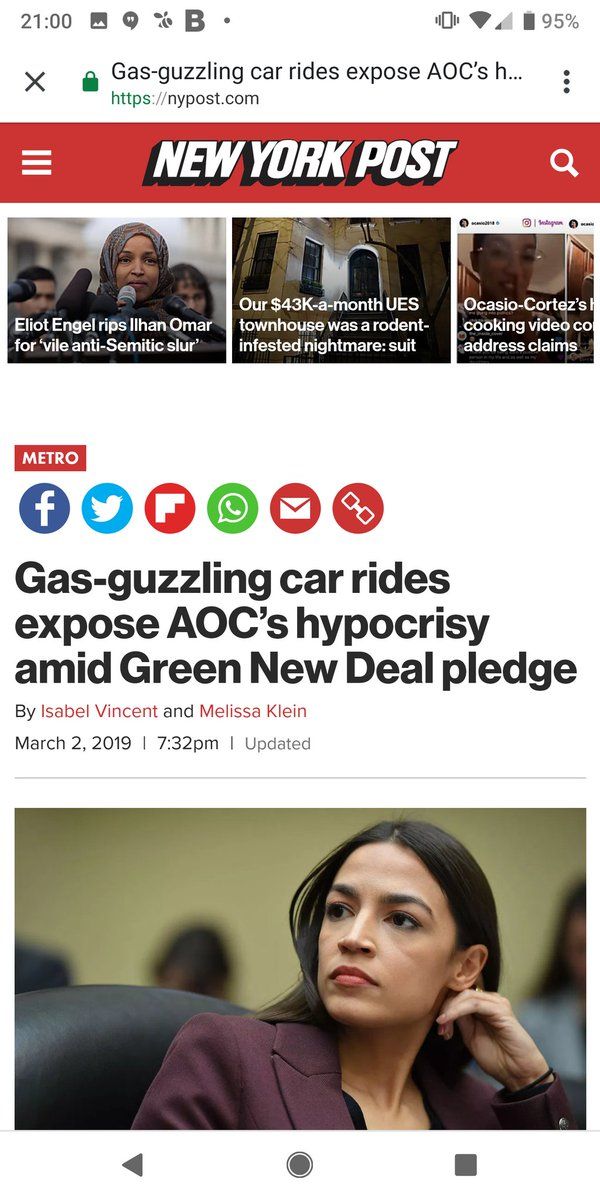 21:00 B 95%
Gas-guzzling car rides expose AOC’s h...
https://nypost.com
NEW YORK POST
Eliot Engel rips Ilhan Omar
for ‘vile anti-Semitic slur’
Our $43K-a-month UES
townhouse was a rodent-
infested nightmare: suit
ocasio2018 Instagram
Ocasio-Cortez’s
cooking video co
address claims
METRO
Gas-guzzling car rides
expose AOC’s hypocrisy
amid Green New Deal pledge
By Isabel Vincent and Melissa Klein
March 2, 2019 | 7:32pm | Updated